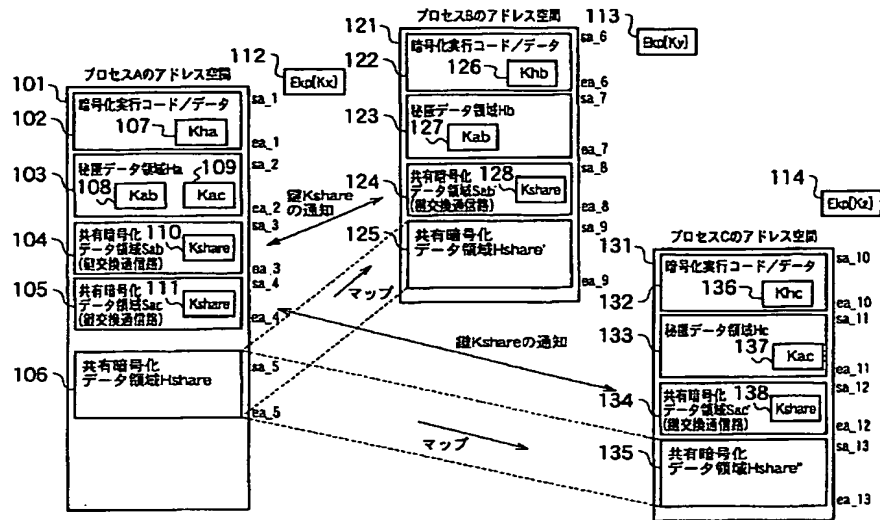 プロセスAのアドレス空間
101
112
Ekp[Kx]
sa_1
暗号化実行コード/データ
102
107
Kha
ea_1
sa_2
秘匿データ領域Ha
109
103
108
Kab
Kac
ea_2
sa_3
共有暗号化
110
データ領域Sab
(鍵交換通信路)
Kshare
104
ea_3
sa_4
共有暗号化
データ領域Sac
111
(鍵交換通信路)
Kshare
105
ea_4
共有暗号化
データ領域Hshare
106
sa_5
ea_5
鍵Kshare
の通知
マップ
鍵Kshareの通知
マップ
プロセスBのアドレス空間
121
113
Ekp[Ky]
sa_6
暗号化実行コード/データ
122
126
Khb
ea_6
sa_7
秘匿データ領域Hb
123
127
Kab
ea_7
sa_8
共有暗号化
データ領域Sab'
128
(鍵交換通信路)
Kshare
124
ea_8
sa_9
共有暗号化
データ領域Hshare'
125
ea_9
114
Ekp[Kz]
プロセスCのアドレス空間
131
sa_10
暗号化実行コード/データ
132
136
Khc
ea_10
sa_11
秘匿データ領域Hc
133
137
Kac
ea_11
sa_12
共有暗号化
138
データ領域Sac'
(鍵交換通信路)
Kshare
134
ea_12
sa_13
共有暗号化
データ領域Hshare"
135
ea_13